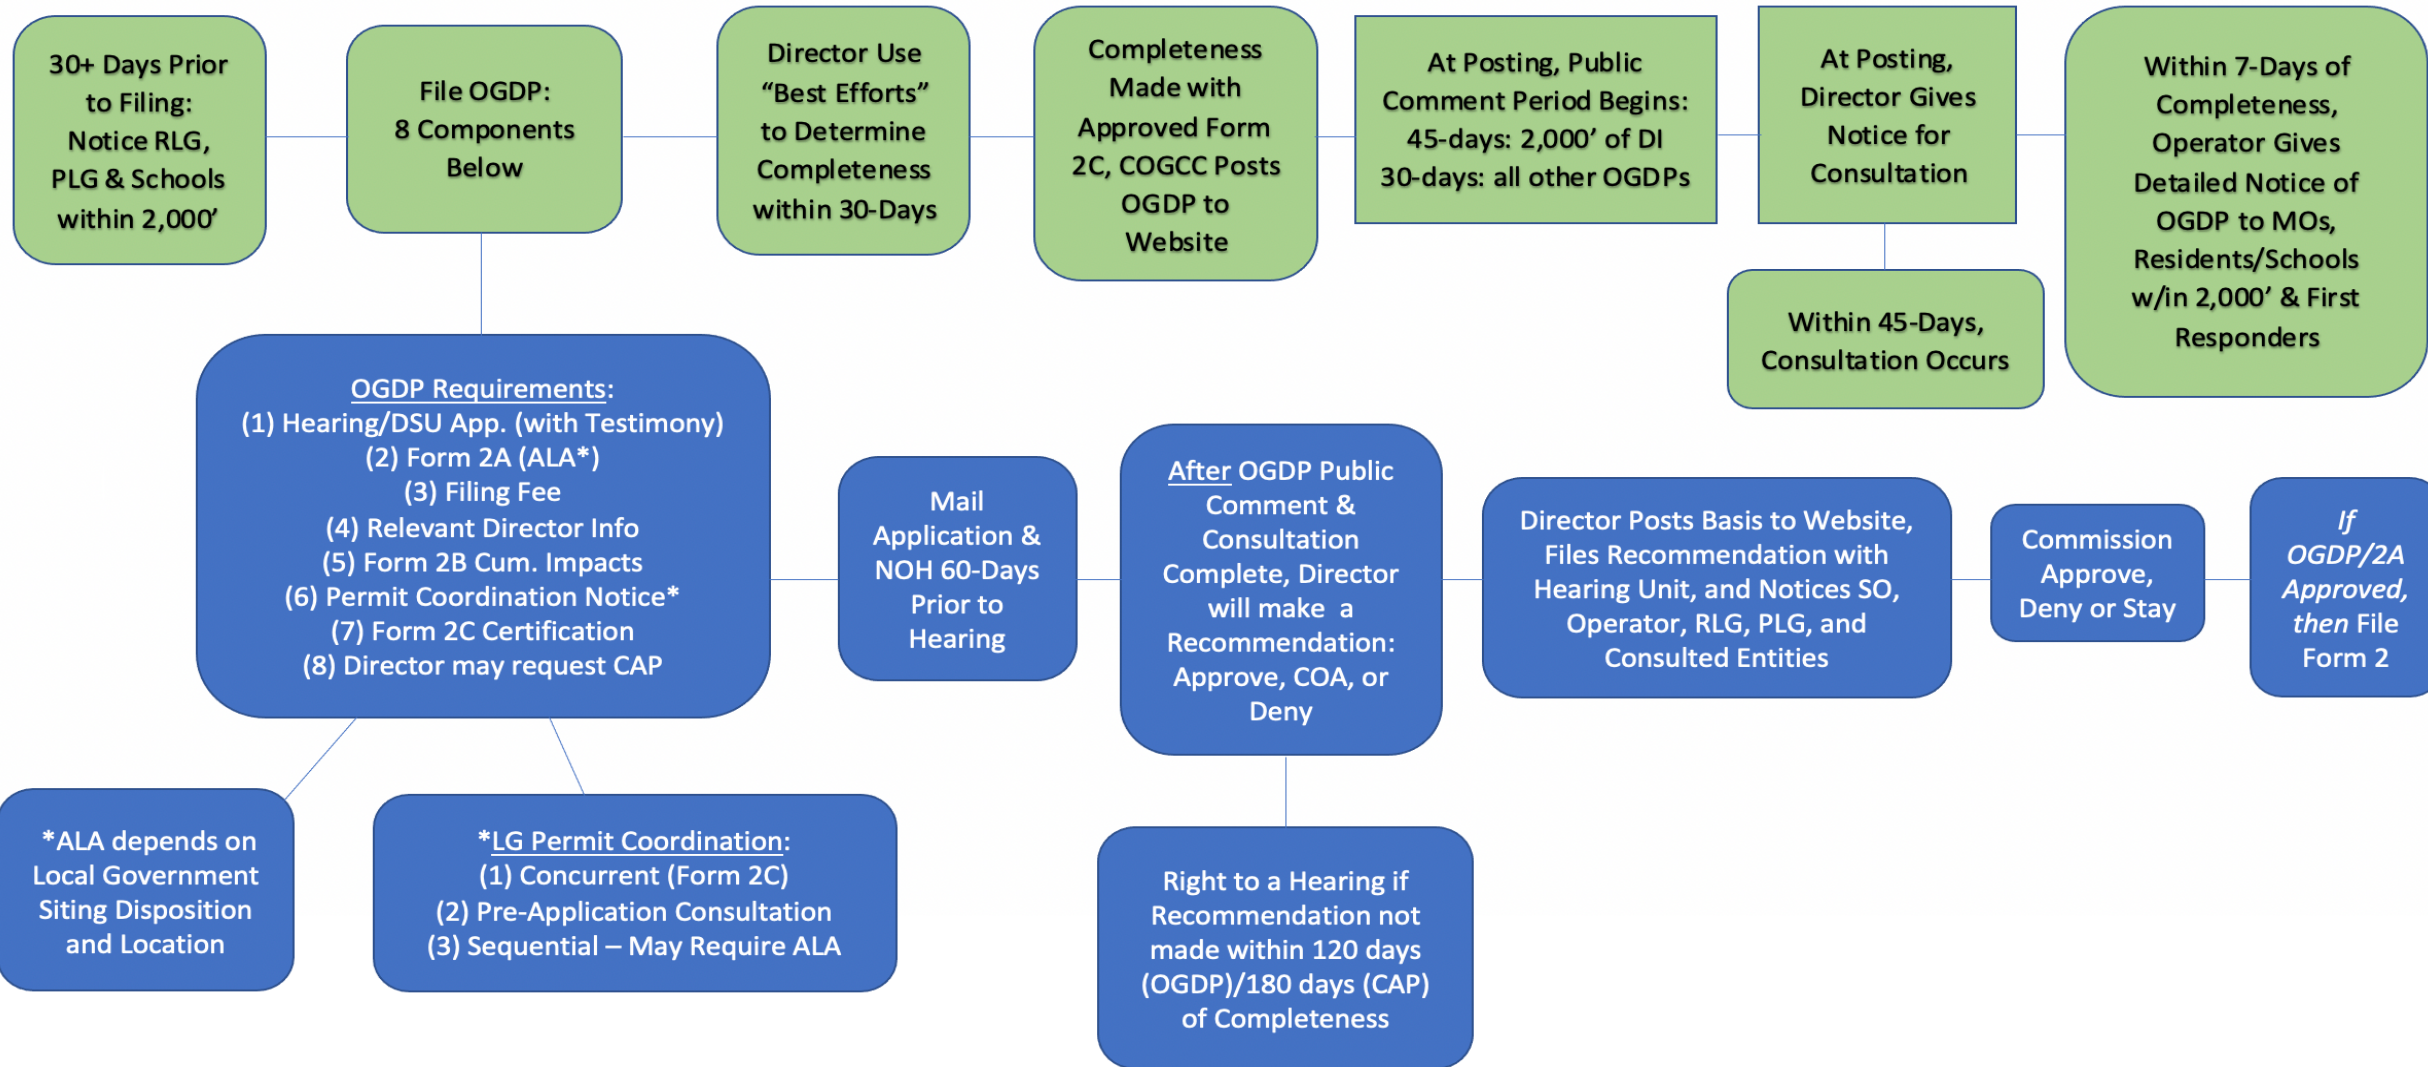 30+ Days Prior
to Filing:
Notice RLG,
PLG & Schools
within 2,000’
File OGDP:
8 Components
Below
Director Use
“Best Efforts”
to Determine
Completeness
within 30-Days
Completeness
Made with
Approved Form
2C, COGCC Posts
OGDP to
Website
At Posting, Public
Comment Period Begins:
45-days: 2,000’ of DI
30-days: all other OGDPs
At Posting,
Director Gives
Notice for
Consultation
Within 7-Days of
Completeness,
Operator Gives
Detailed Notice of
OGDP to MOs,
Residents/Schools
w/in 2,000’ & First
Responders
Within 45-Days,
Consultation Occurs
OGDP Requirements:
(1) Hearing/DSU App. (with Testimony)
(2) Form 2A (ALA*)
(3) Filing Fee
(4) Relevant Director Info
(5) Form 2B Cum. Impacts
(6) Permit Coordination Notice*
(7) Form 2C Certification
(8) Director may request CAP
Mail
Application &
NOH 60-Days
Prior to
Hearing
After OGDP Public
Comment &
Consultation
Complete, Director
will make a
Recommendation:
Approve, COA, or
Deny
Director Posts Basis to Website,
Files Recommendation with
Hearing Unit, and Notices SO,
Operator, RLG, PLG, and
Consulted Entities
Commission
Approve,
Deny or Stay
If
OGDP/2A
Approved,
then File
Form 2
*ALA depends on
Local Government
Siting Disposition
and Location
*LG Permit Coordination:
(1) Concurrent (Form 2C)
(2) Pre-Application Consultation
(3) Sequential – May Require ALA
Right to a Hearing if
Recommendation not
made within 120 days
(OGDP)/180 days (CAP)
of Completeness